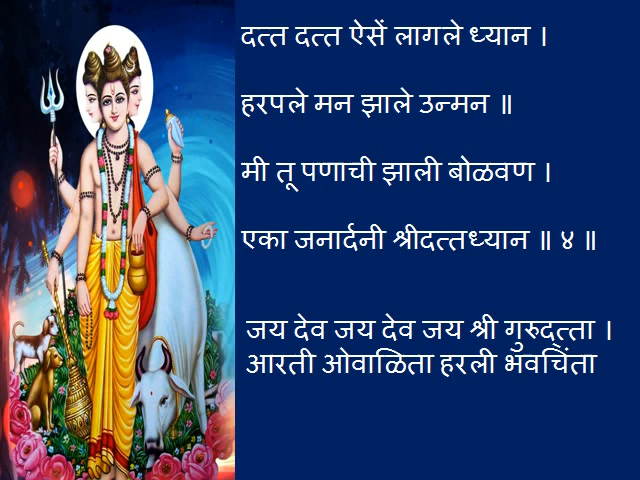 दत्त दत्त ऐसें लागले ध्यान ।
हरपले मन झाले उन्मन ॥
मी तू पणाची झाली बोळवण ।
एका जनार्दनी श्रीदत्तध्यान ॥ ४ ॥
जय देव जय देव जय श्री गुरुद्त्ता ।
आरती ओवाळिता हरली भवचिंता